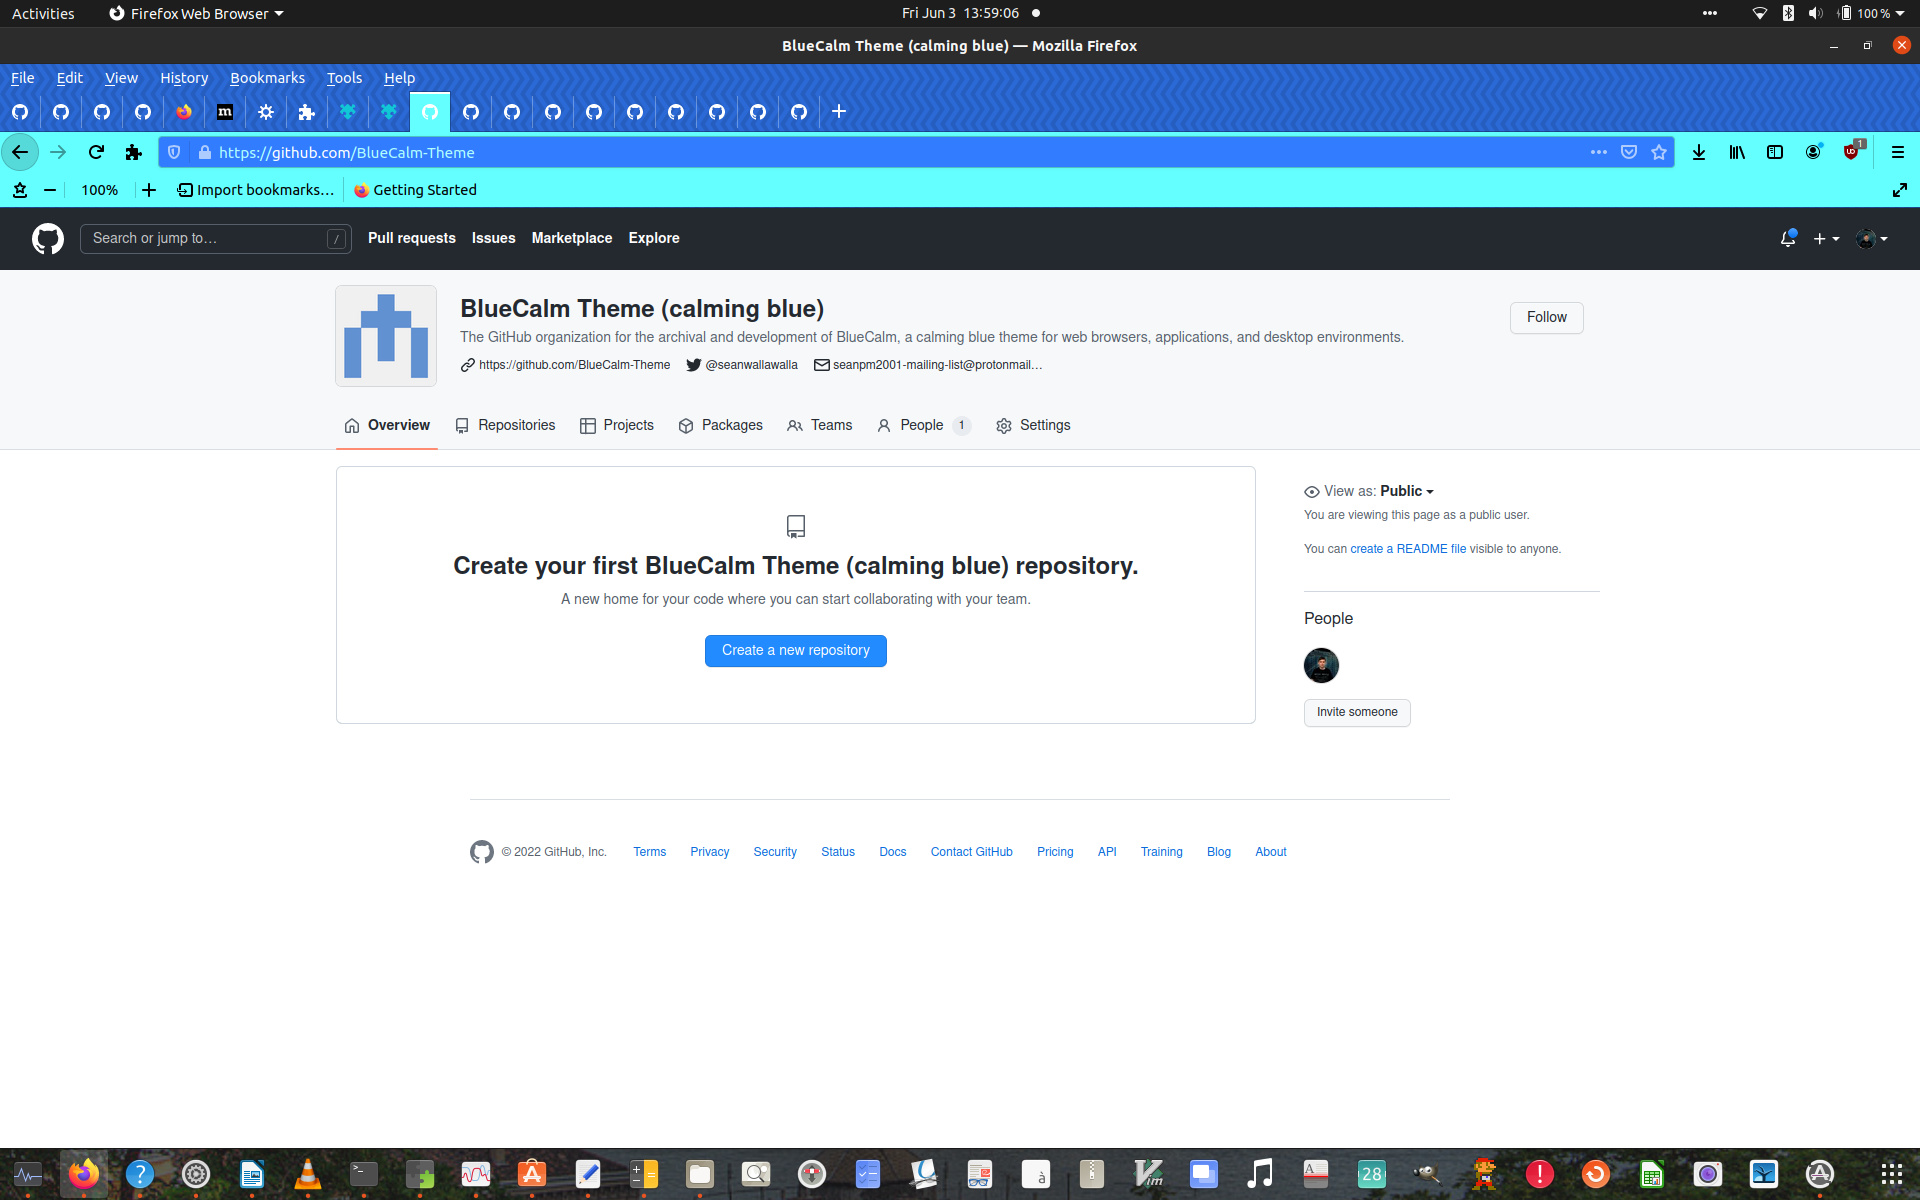 Activities
Firefox Web Browser
Fri Jun 3 13:59:06
100 %
BlueCalm Theme (calming blue) — Mozilla Firefox
File Edit View History Bookmarks Tools Help
m
https://github.com/BlueCalm-Theme
1
100%
Import bookmarks…
Getting Started
Search or jump to…
/
Pull requests
Issues
Marketplace
Explore
BlueCalm Theme (calming blue)
Follow
The GitHub organization for the archival and development of BlueCalm, a calming blue theme for web browsers, applications, and desktop environments.
https://github.com/BlueCalm-Theme
@seanwallawalla
seanpm2001-mailing-list@protonmail…
Overview
Repositories
Projects
Packages
Teams
People 1
Settings
View as: Public
You are viewing this page as a public user.
You can create a README file visible to anyone.
Create your first BlueCalm Theme (calming blue) repository.
A new home for your code where you can start collaborating with your team.
Create a new repository
People
Invite someone
© 2022 GitHub, Inc.
Terms
Privacy
Security
Status
Docs
Contact GitHub
Pricing
API
Training
Blog
About
?
>_
à
Vim
28